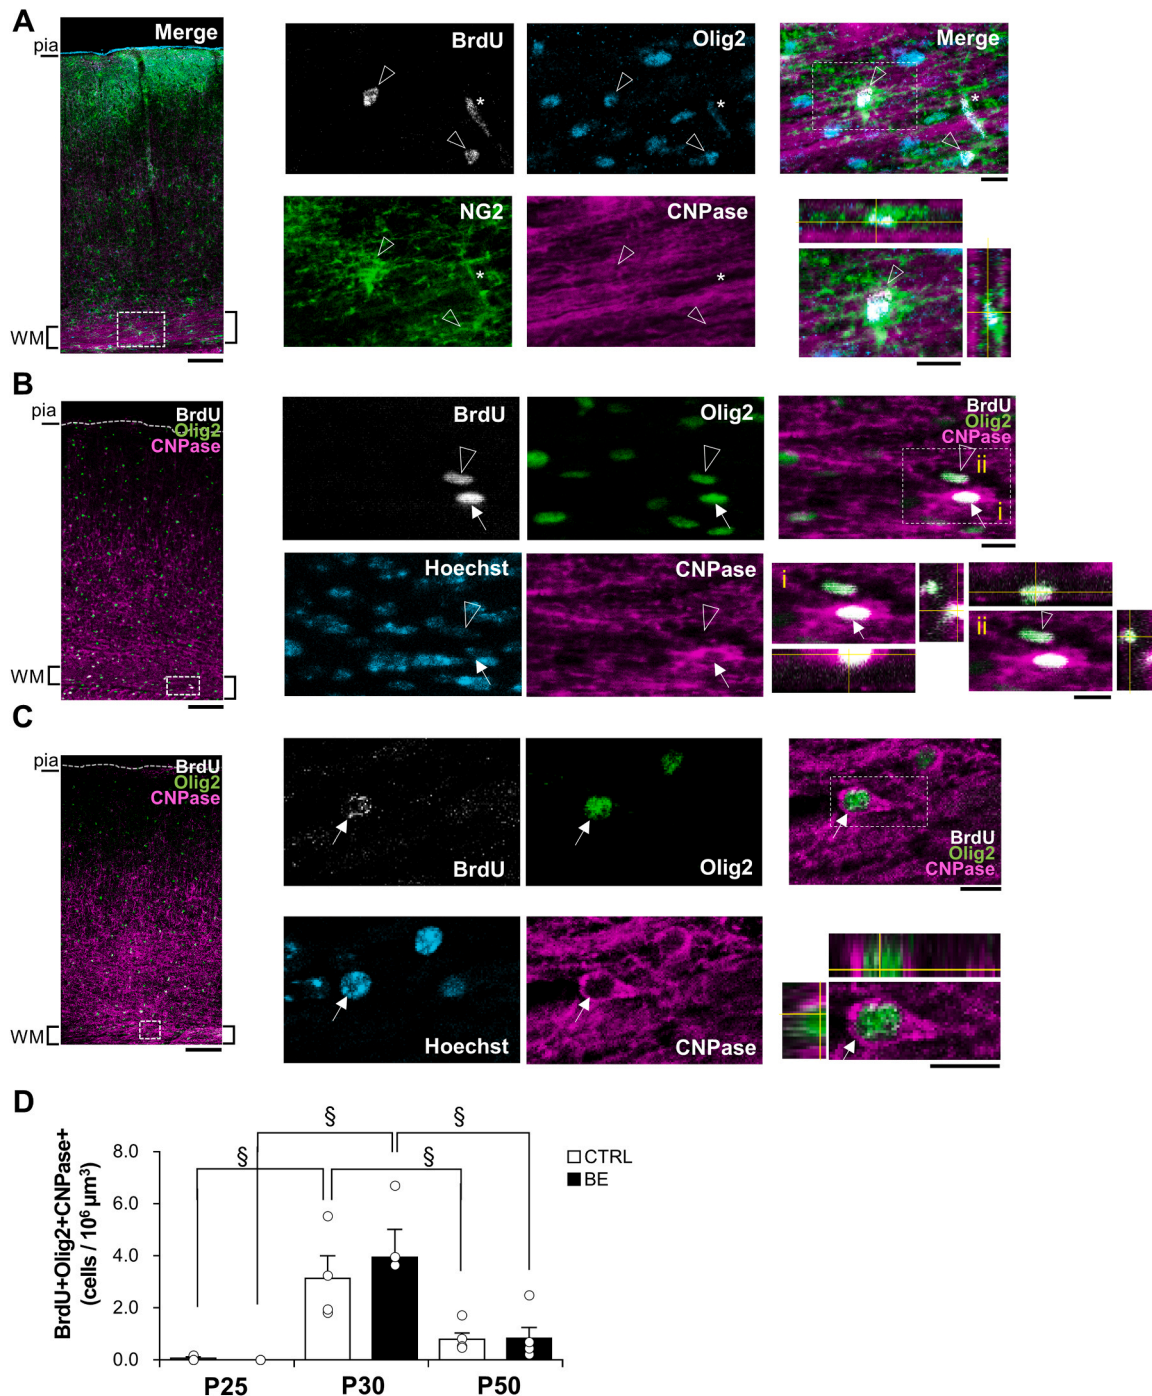 A
Merge
pia
WM
BrdU
*
Olig2
*
Merge
*
NG2
*
CNPase
*
B
pia
BrdU
Olig2
CNPase
WM
BrdU
Olig2
BrdU
Olig2
CNPase
ii
i
Hoechst
CNPase
i
ii
C
pia
BrdU
Olig2
CNPase
WM
BrdU
Olig2
BrdU
Olig2
CNPase
Hoechst
CNPase
D
BrdU+Olig2+CNPase+
(cells / 10⁶ µm³)
8.0
6.0
4.0
2.0
0.0
§
§
§
§
CTRL
BE
P25
P30
P50